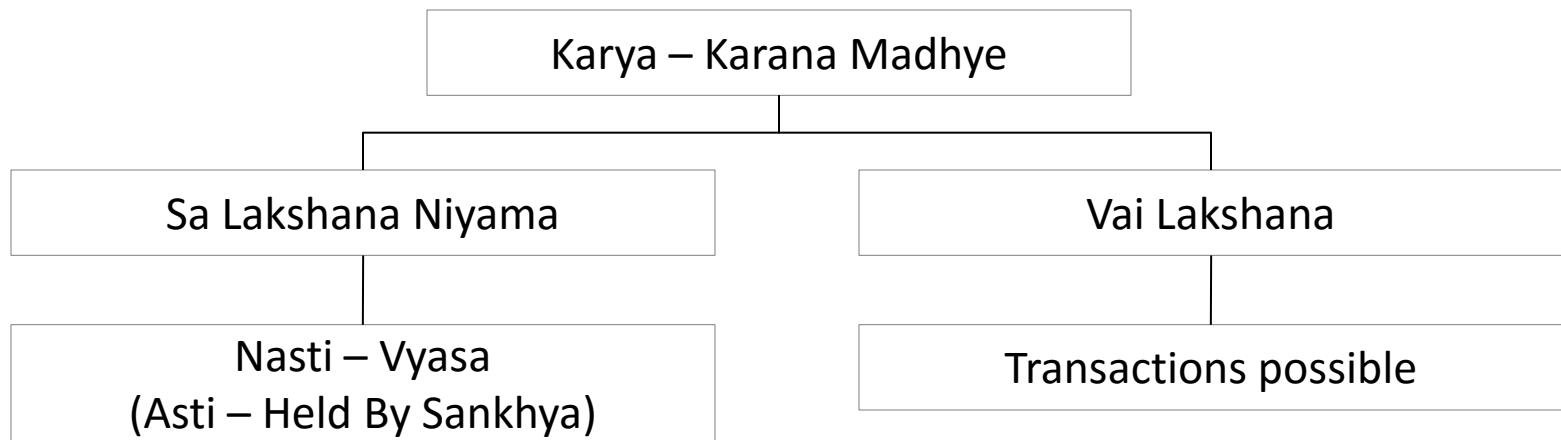 Karya – Karana Madhye
Sa Lakshana Niyama
Vai Lakshana
Nasti – Vyasa
(Asti – Held By Sankhya)
Transactions possible